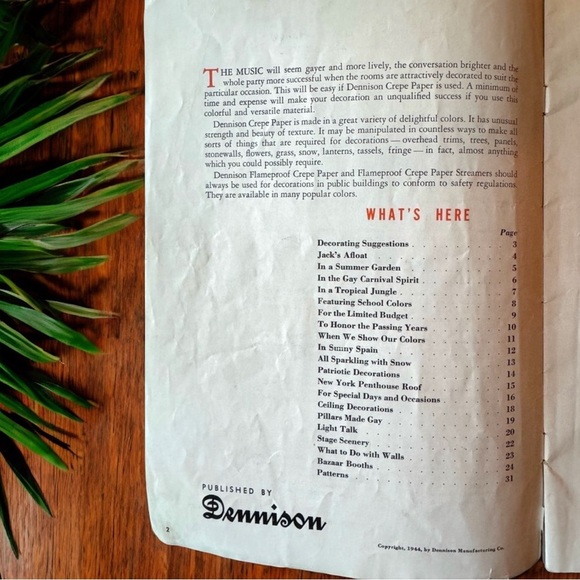 THE MUSIC will seem gayer and more lively, the conversation brighter and the
whole party more successful when the rooms are attractively decorated to suit the
particular occasion. This will be easy if Dennison Crepe Paper is used. A minimum of
time and expense will make your decoration an unqualified success if you use this
colorful and versatile material.
Dennison Crepe Paper is made in a great variety of delightful colors. It has unusual
strength and beauty of texture. It may be manipulated in countless ways to make all
sorts of things that are required for decorations — overhead trims, trees, panels,
stonewalls, flowers, grass, snow, lanterns, tassels, fringe — in fact, almost anything
which you could possibly require.
Dennison Flameproof Crepe Paper and Flameproof Crepe Paper Streamers should
always be used for decorations in public buildings to conform to safety regulations.
They are available in many popular colors.
WHAT'S HERE
Page
Decorating Suggestions 3
Jack's Afloat 4
In a Summer Garden 5
In the Gay Carnival Spirit 6
In a Tropical Jungle 7
Featuring School Colors 8
For the Limited Budget 9
To Honor the Passing Years 10
When We Show Our Colors 11
In Sunny Spain 12
All Sparkling with Snow 13
Patriotic Decorations 14
New York Penthouse Roof 15
For Special Days and Occasions 16
Ceiling Decorations 18
Pillars Made Gay 19
Light Talk 20
Stage Scenery 22
What to Do with Walls 23
Bazaar Booths 24
Patterns 31
PUBLISHED BY
Dennison
2
Copyright, 1944, by Dennison Manufacturing Co.